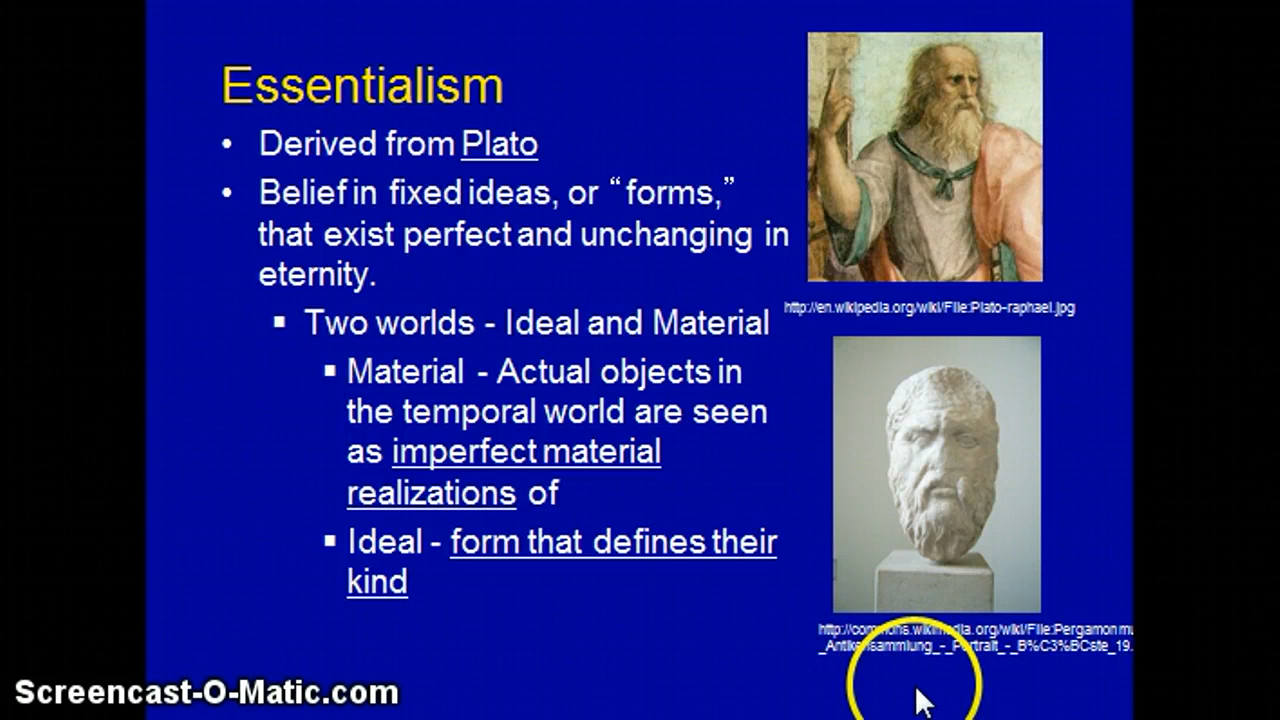 Essentialism
• Derived from Plato
• Belief in fixed ideas, or “forms,”
that exist perfect and unchanging in
eternity.
▪ Two worlds - Ideal and Material
▪ Material - Actual objects in
the temporal world are seen
as imperfect material
realizations of
▪ Ideal - form that defines their
kind
http://en.wikipedia.org/wiki/File:Plato-raphael.jpg
http://commons.wikimedia.org/wiki/File:Pergamonmu
_Antikensammlung_-_Portrait_-_B%C3%BCste_19.
Screencast-O-Matic.com